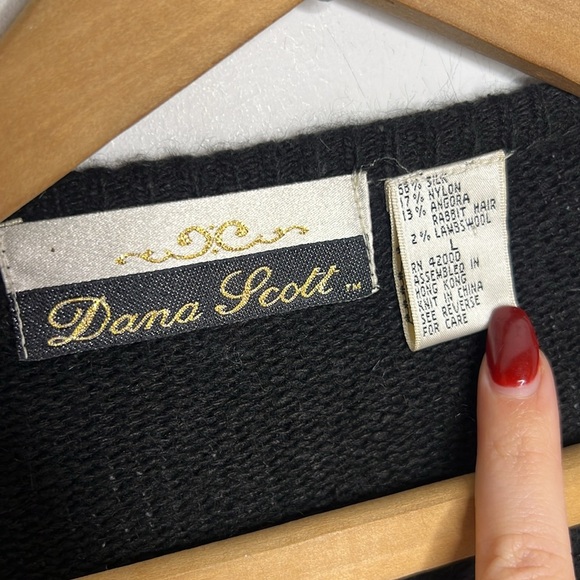 Dana Scott™
58% SILK
17% NYLON
13% ANGORA
RABBIT HAIR
2% LAMBSWOOL
L
RN 42000
ASSEMBLED IN
HONG KONG
KNIT IN CHINA
SEE REVERSE
FOR CARE